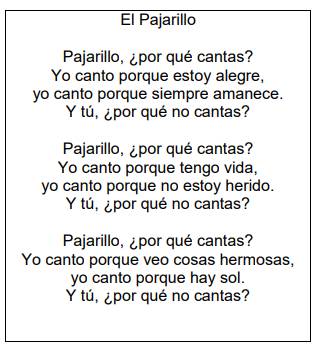 El Pajarillo
Pajarillo, ¿por qué cantas?
Yo canto porque estoy alegre,
yo canto porque siempre amanece.
Y tú, ¿por qué no cantas?
Pajarillo, ¿por qué cantas?
Yo canto porque tengo vida,
yo canto porque no estoy herido.
Y tú, ¿por qué no cantas?
Pajarillo, ¿por qué cantas?
Yo canto porque veo cosas hermosas,
yo canto porque hay sol.
Y tú, ¿por qué no cantas?